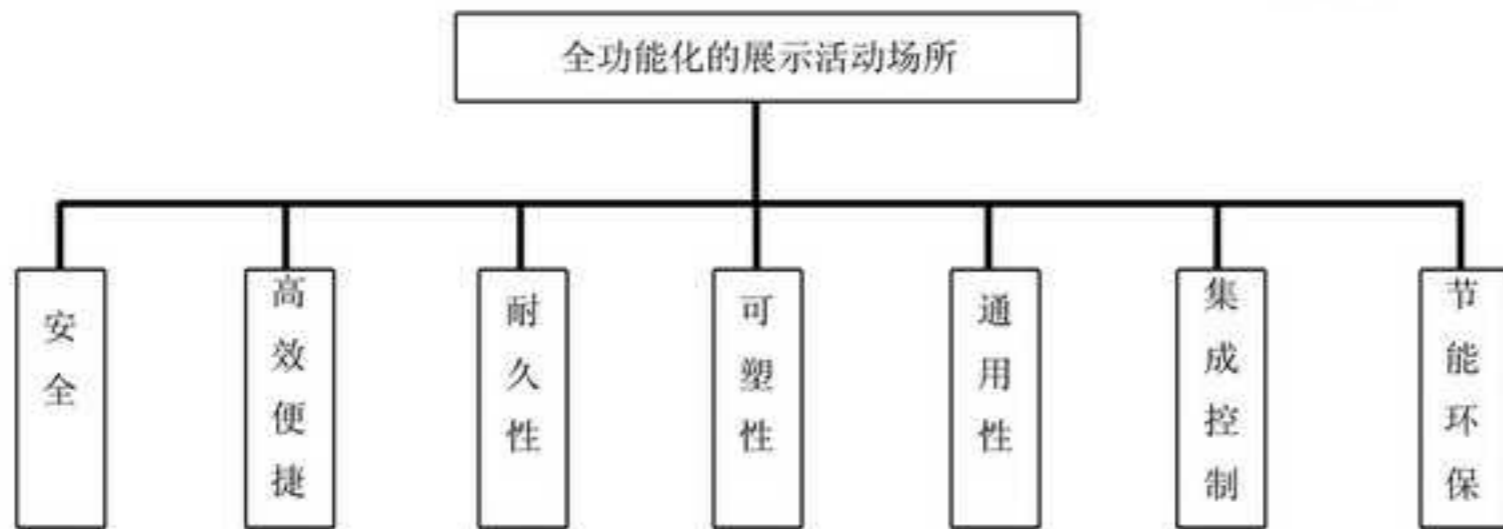 全功能化的展示活动场所
安全
高效便捷
耐久性
可塑性
通用性
集成控制
节能环保